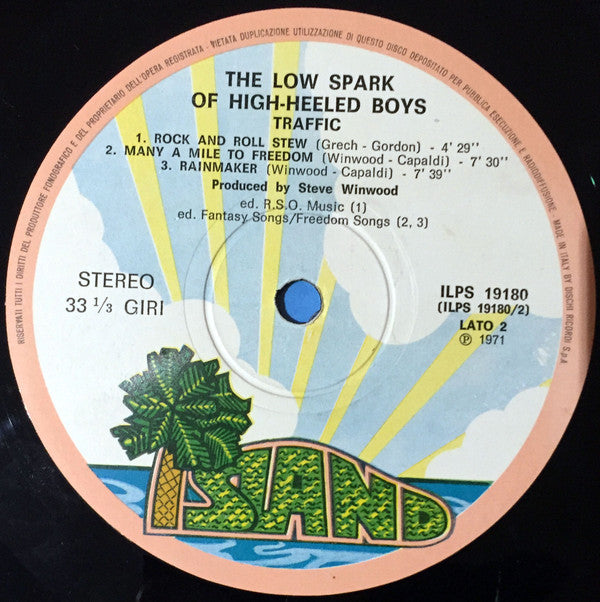 RISERVATI TUTTI I DIRITTI DEL PRODUTTORE FONOGRAFICO E DEL PROPRIETARIO DELL'OPERA REGISTRATA - VIETATA DUPLICAZIONE UTILIZZAZIONE DI QUESTO DISCO DEPOSITATO PER PUBBLICA ESECUZIONE E RADIODIFFUSIONE. MADE IN ITALY BY DISCHI RICORDI S.p.A
THE LOW SPARK
OF HIGH-HEELED BOYS
TRAFFIC
1. ROCK AND ROLL STEW (Grech - Gordon) - 4' 29''
2. MANY A MILE TO FREEDOM (Winwood - Capaldi) - 7' 30''
3. RAINMAKER (Winwood - Capaldi) - 7' 39''
Produced by Steve Winwood
ed. R.S.O. Music (1)
ed. Fantasy Songs/Freedom Songs (2, 3)
STEREO
33 1/3 GIRI
ILPS 19180
(ILPS 19180/2)
LATO 2
℗ 1971
ISLAND